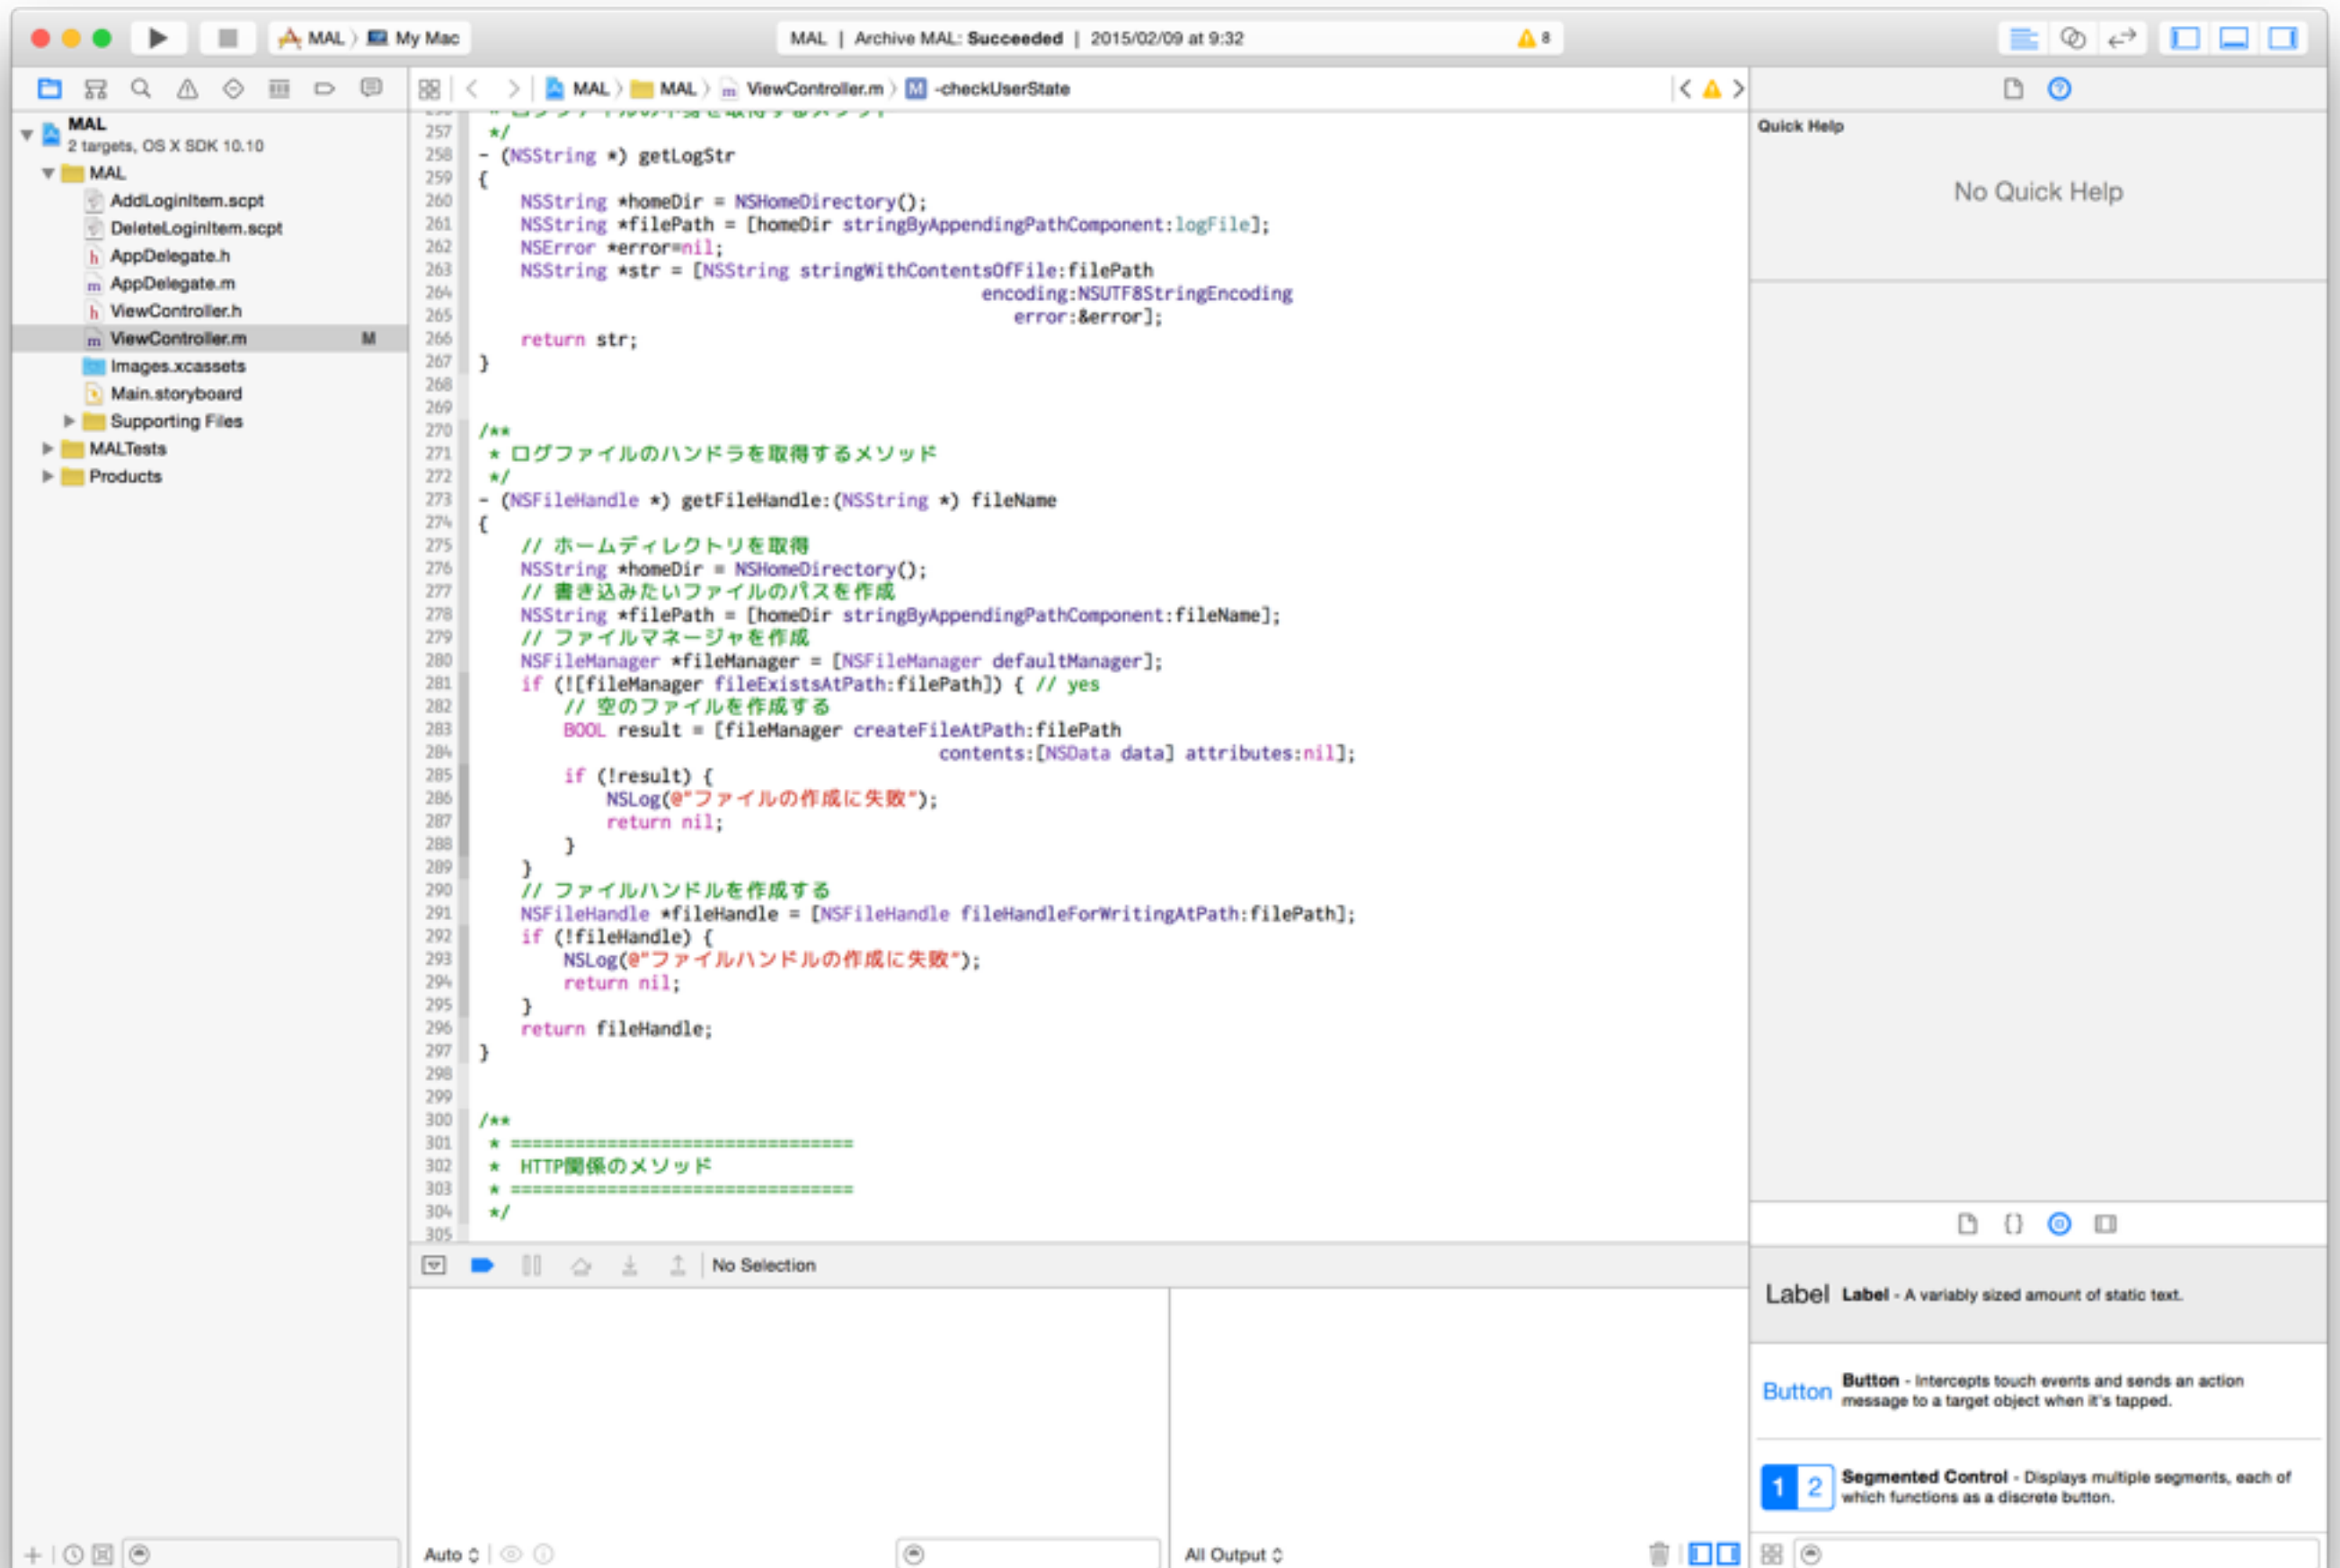 MAL 〉 My Mac
MAL | Archive MAL: Succeeded | 2015/02/09 at 9:32
8
MAL 〉 MAL 〉 ViewController.m 〉 M -checkUserState
MAL
2 targets, OS X SDK 10.10
MAL
AddLoginItem.scpt
DeleteLoginItem.scpt
h AppDelegate.h
m AppDelegate.m
h ViewController.h
m ViewController.m M
Images.xcassets
Main.storyboard
Supporting Files
MALTests
Products
257 */
258 - (NSString *) getLogStr
259 {
260 NSString *homeDir = NSHomeDirectory();
261 NSString *filePath = [homeDir stringByAppendingPathComponent:logFile];
262 NSError *error=nil;
263 NSString *str = [NSString stringWithContentsOfFile:filePath
264 encoding:NSUTF8StringEncoding
265 error:&error];
266 return str;
267 }
268
269
270 /**
271 * ログファイルのハンドラを取得するメソッド
272 */
273 - (NSFileHandle *) getFileHandle:(NSString *) fileName
274 {
275 // ホームディレクトリを取得
276 NSString *homeDir = NSHomeDirectory();
277 // 書き込みたいファイルのパスを作成
278 NSString *filePath = [homeDir stringByAppendingPathComponent:fileName];
279 // ファイルマネージャを作成
280 NSFileManager *fileManager = [NSFileManager defaultManager];
281 if (![fileManager fileExistsAtPath:filePath]) { // yes
282 // 空のファイルを作成する
283 BOOL result = [fileManager createFileAtPath:filePath
284 contents:[NSData data] attributes:nil];
285 if (!result) {
286 NSLog(@"ファイルの作成に失敗");
287 return nil;
288 }
289 }
290 // ファイルハンドルを作成する
291 NSFileHandle *fileHandle = [NSFileHandle fileHandleForWritingAtPath:filePath];
292 if (!fileHandle) {
293 NSLog(@"ファイルハンドルの作成に失敗");
294 return nil;
295 }
296 return fileHandle;
297 }
298
299
300 /**
301 * ================================
302 * HTTP関係のメソッド
303 * ================================
304 */
305
No Selection
Auto
All Output
Quick Help
No Quick Help
Label Label - A variably sized amount of static text.
Button Button - Intercepts touch events and sends an action
message to a target object when it's tapped.
1 2 Segmented Control - Displays multiple segments, each of
which functions as a discrete button.